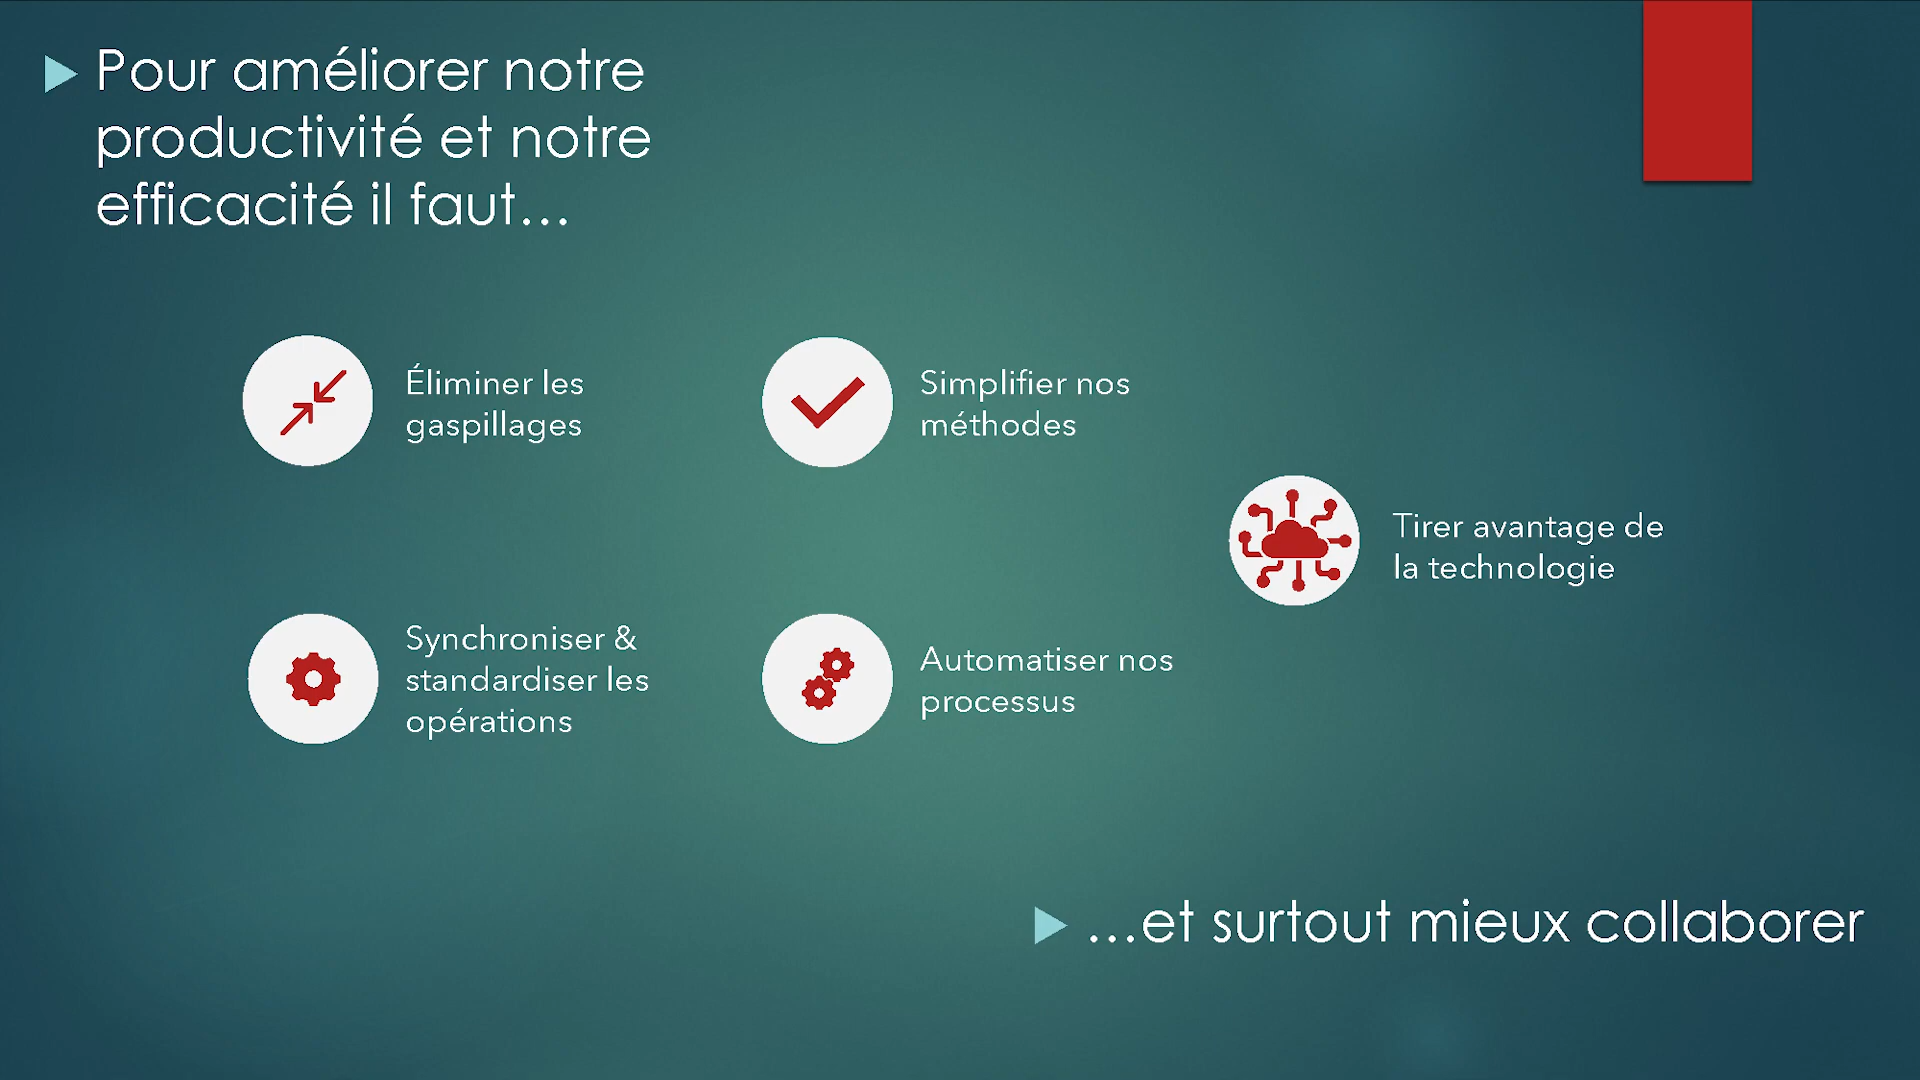 Pour améliorer notre
productivité et notre
efficacité il faut...
Éliminer les
gaspillages
Simplifier nos
méthodes
Tirer avantage de
la technologie
Synchroniser &
standardiser les
opérations
Automatiser nos
processus
...et surtout mieux collaborer